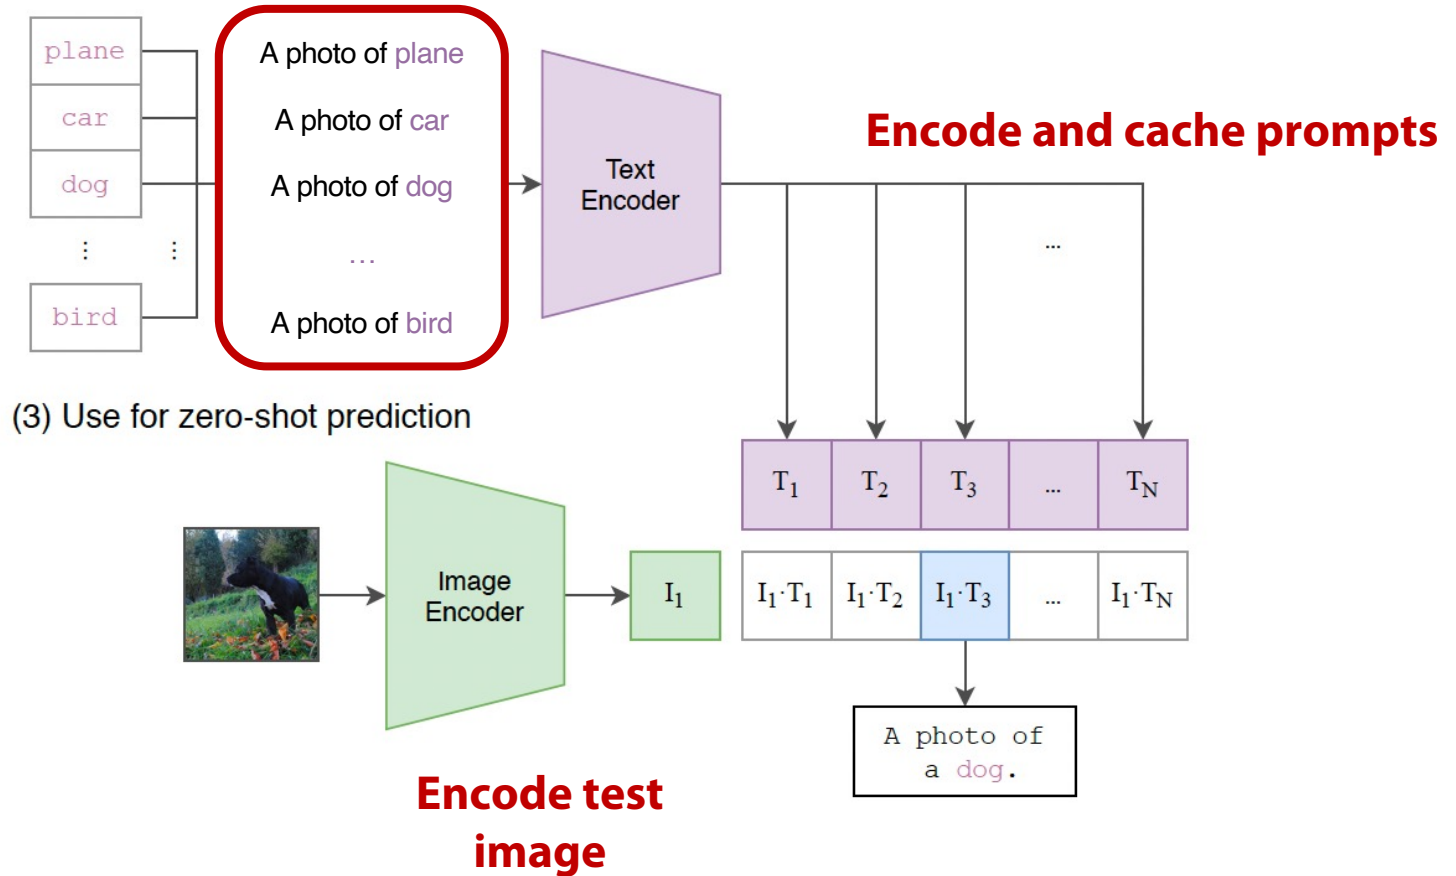 plane
car
dog
⋮ ⋮
bird
A photo of plane
A photo of car
A photo of dog
...
A photo of bird
Text
Encoder
Encode and cache prompts
...
(3) Use for zero-shot prediction
T₁ T₂ T₃ ... T_N
Image
Encoder
I₁
I₁·T₁ I₁·T₂ I₁·T₃ ... I₁·T_N
A photo of
a dog.
Encode test
image